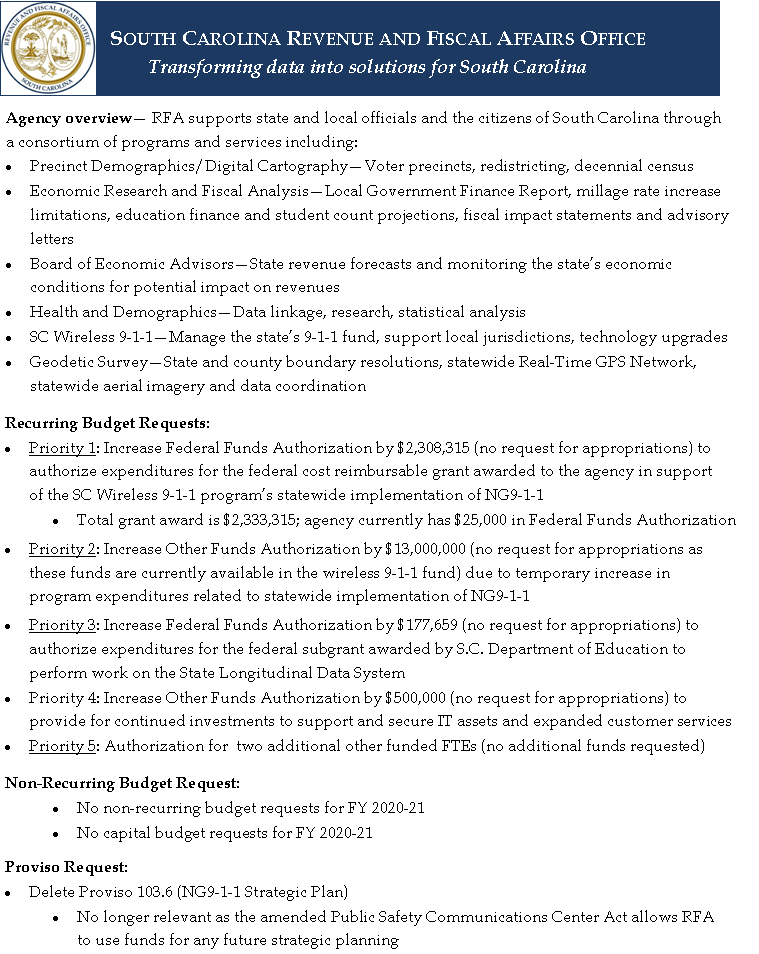 REVENUE AND FISCAL AFFAIRS OFFICE
SOUTH CAROLINA
SOUTH CAROLINA REVENUE AND FISCAL AFFAIRS OFFICE
Transforming data into solutions for South Carolina
Agency overview— RFA supports state and local officials and the citizens of South Carolina through
a consortium of programs and services including:
• Precinct Demographics/Digital Cartography—Voter precincts, redistricting, decennial census
• Economic Research and Fiscal Analysis—Local Government Finance Report, millage rate increase
limitations, education finance and student count projections, fiscal impact statements and advisory
letters
• Board of Economic Advisors—State revenue forecasts and monitoring the state's economic
conditions for potential impact on revenues
• Health and Demographics—Data linkage, research, statistical analysis
• SC Wireless 9-1-1—Manage the state's 9-1-1 fund, support local jurisdictions, technology upgrades
• Geodetic Survey—State and county boundary resolutions, statewide Real-Time GPS Network,
statewide aerial imagery and data coordination
Recurring Budget Requests:
• Priority 1: Increase Federal Funds Authorization by $2,308,315 (no request for appropriations) to
authorize expenditures for the federal cost reimbursable grant awarded to the agency in support
of the SC Wireless 9-1-1 program's statewide implementation of NG9-1-1
• Total grant award is $2,333,315; agency currently has $25,000 in Federal Funds Authorization
• Priority 2: Increase Other Funds Authorization by $13,000,000 (no request for appropriations as
these funds are currently available in the wireless 9-1-1 fund) due to temporary increase in
program expenditures related to statewide implementation of NG9-1-1
• Priority 3: Increase Federal Funds Authorization by $177,659 (no request for appropriations) to
authorize expenditures for the federal subgrant awarded by S.C. Department of Education to
perform work on the State Longitudinal Data System
• Priority 4: Increase Other Funds Authorization by $500,000 (no request for appropriations) to
provide for continued investments to support and secure IT assets and expanded customer services
• Priority 5: Authorization for two additional other funded FTEs (no additional funds requested)
Non-Recurring Budget Request:
• No non-recurring budget requests for FY 2020-21
• No capital budget requests for FY 2020-21
Proviso Request:
• Delete Proviso 103.6 (NG9-1-1 Strategic Plan)
• No longer relevant as the amended Public Safety Communications Center Act allows RFA
to use funds for any future strategic planning